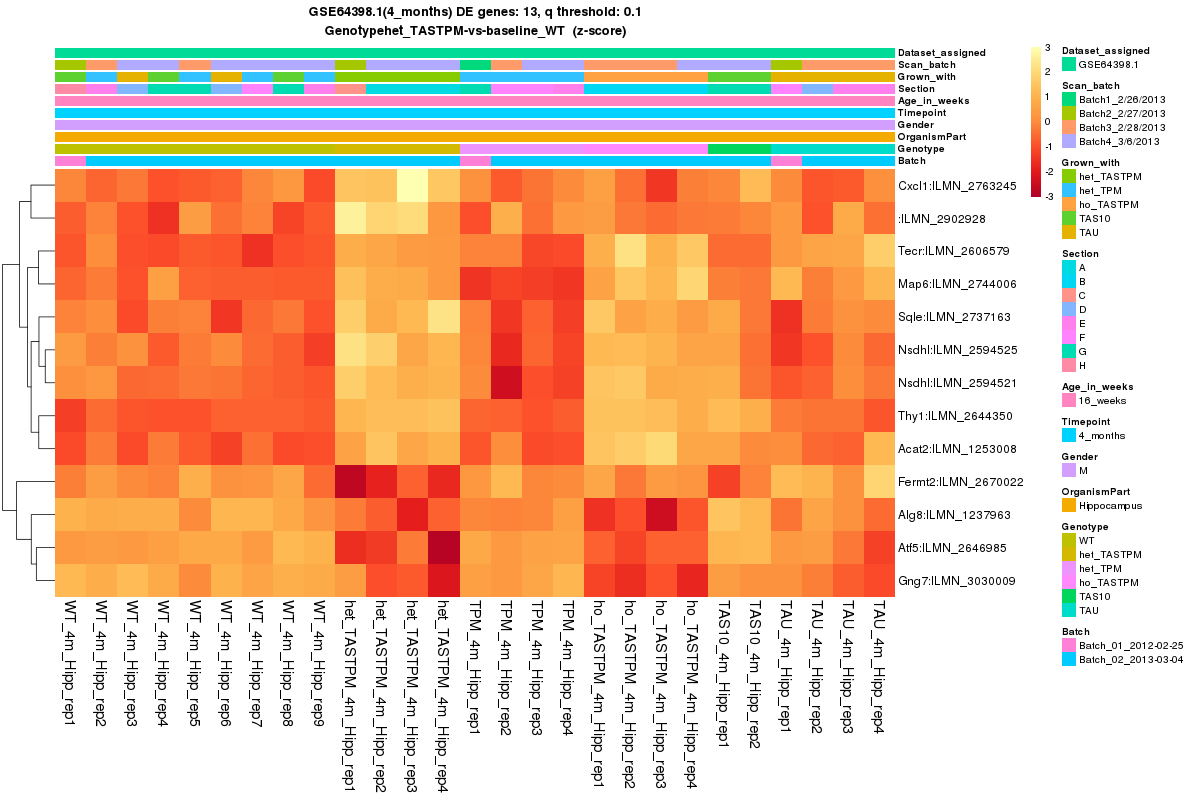 GSE64398.1(4_months) DE genes: 13, q threshold: 0.1
Genotypehet_TASTPM-vs-baseline_WT (z-score)
Dataset_assigned
Scan_batch
Grown_with
Section
Age_in_weeks
Timepoint
Gender
OrganismPart
Genotype
Batch
Cxcl1:ILMN_2763245
:ILMN_2902928
Tecr:ILMN_2606579
Map6:ILMN_2744006
Sqle:ILMN_2737163
Nsdhl:ILMN_2594525
Nsdhl:ILMN_2594521
Thy1:ILMN_2644350
Acat2:ILMN_1253008
Fermt2:ILMN_2670022
Alg8:ILMN_1237963
Atf5:ILMN_2646985
Gng7:ILMN_3030009
WT_4m_Hipp_rep1
WT_4m_Hipp_rep2
WT_4m_Hipp_rep3
WT_4m_Hipp_rep4
WT_4m_Hipp_rep5
WT_4m_Hipp_rep6
WT_4m_Hipp_rep7
WT_4m_Hipp_rep8
WT_4m_Hipp_rep9
het_TASTPM_4m_Hipp_rep1
het_TASTPM_4m_Hipp_rep2
het_TASTPM_4m_Hipp_rep3
het_TASTPM_4m_Hipp_rep4
TPM_4m_Hipp_rep1
TPM_4m_Hipp_rep2
TPM_4m_Hipp_rep3
TPM_4m_Hipp_rep4
ho_TASTPM_4m_Hipp_rep1
ho_TASTPM_4m_Hipp_rep2
ho_TASTPM_4m_Hipp_rep3
ho_TASTPM_4m_Hipp_rep4
TAS10_4m_Hipp_rep1
TAS10_4m_Hipp_rep2
TAU_4m_Hipp_rep1
TAU_4m_Hipp_rep2
TAU_4m_Hipp_rep3
TAU_4m_Hipp_rep4
3
2
1
0
-1
-2
-3
Dataset_assigned
GSE64398.1
Scan_batch
Batch1_2/26/2013
Batch2_2/27/2013
Batch3_2/28/2013
Batch4_3/6/2013
Grown_with
het_TASTPM
het_TPM
ho_TASTPM
TAS10
TAU
Section
A
B
C
D
E
F
G
H
Age_in_weeks
16_weeks
Timepoint
4_months
Gender
M
OrganismPart
Hippocampus
Genotype
WT
het_TASTPM
het_TPM
ho_TASTPM
TAS10
TAU
Batch
Batch_01_2012-02-25
Batch_02_2013-03-04